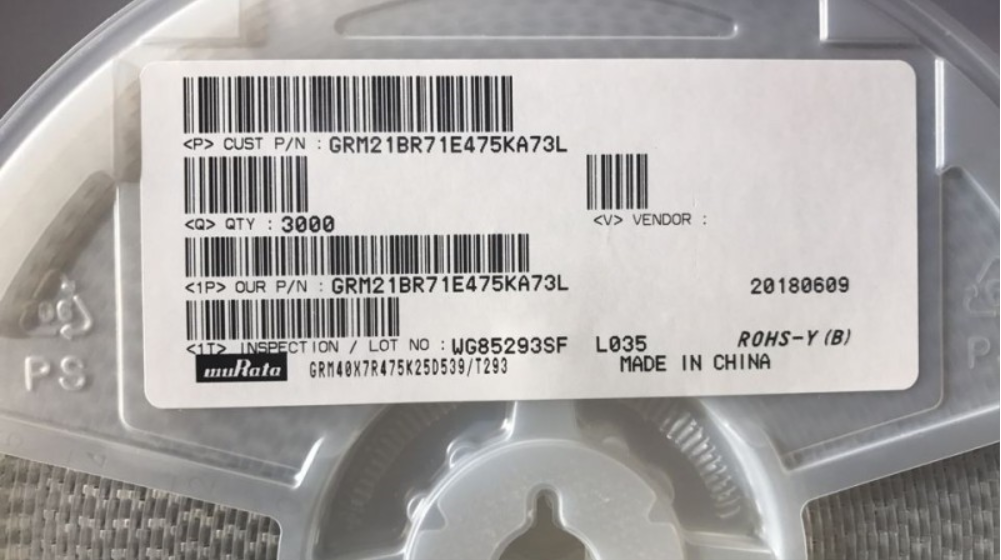 <P> CUST P/N : GRM21BR71E475KA73L
<Q> QTY : 3000
<V> VENDOR :
<1P> OUR P/N : GRM21BR71E475KA73L
20180609
<1T> INSPECTION / LOT NO : WG85293SF L035
ROHS-Y (B)
muRata GRM40X7R475K25D539/T293
MADE IN CHINA
PS
P